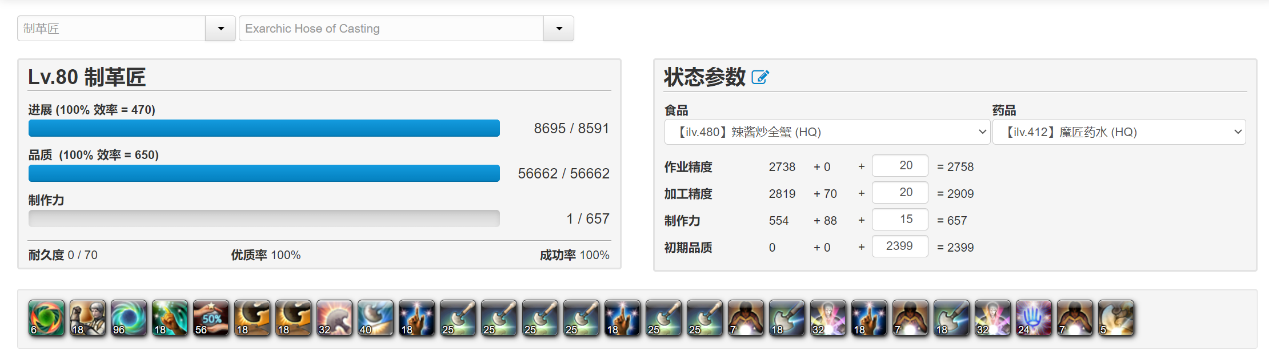 制革匠 Exarchic Hose of Casting
Lv.80 制革匠
进展 (100% 效率 = 470)
8695 / 8591
品质 (100% 效率 = 650)
56662 / 56662
制作力
1 / 657
耐久度 0 / 70 优质率 100% 成功率 100%
状态参数
食品 药品
【ilv.480】辣酱炒全蟹 (HQ) 【ilv.412】魔匠药水 (HQ)
作业精度 2738 + 0 + 20 = 2758
加工精度 2819 + 70 + 20 = 2909
制作力 554 + 88 + 15 = 657
初期品质 0 + 0 + 2399 = 2399
6 18 96 18 56 50% 18 18 32 40 18 25 25 25 25 18 25 25 7 18 32 18 7 18 32 24 7 5